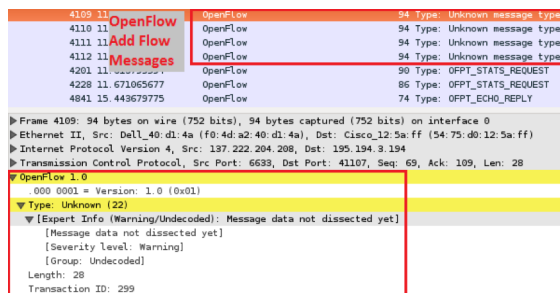 4109 11 OpenFlow 94 Type: Unknown message type
4110 11 OpenFlow 94 Type: Unknown message type
4111 11 OpenFlow 94 Type: Unknown message type
4112 11 OpenFlow 94 Type: Unknown message type
OpenFlow
Add Flow
Messages
4201 OpenFlow 90 Type: OFPT_STATS_REQUEST
4228 11.671065677 OpenFlow 86 Type: OFPT_STATS_REQUEST
4841 15.443679775 OpenFlow 74 Type: OFPT_ECHO_REPLY
Frame 4109: 94 bytes on wire (752 bits), 94 bytes captured (752 bits) on interface 0
Ethernet II, Src: Dell_40:d1:4a (f0:4d:a2:40:d1:4a), Dst: Cisco_12:5a:ff (54:75:d0:12:5a:ff)
Internet Protocol Version 4, Src: 137.222.204.208, Dst: 195.194.3.194
Transmission Control Protocol, Src Port: 6633, Dst Port: 41107, Seq: 69, Ack: 109, Len: 28
OpenFlow 1.0
.000 0001 = Version: 1.0 (0x01)
Type: Unknown (22)
[Expert Info (Warning/Undecoded): Message data not dissected yet]
[Message data not dissected yet]
[Severity level: Warning]
[Group: Undecoded]
Length: 28
Transaction ID: 299